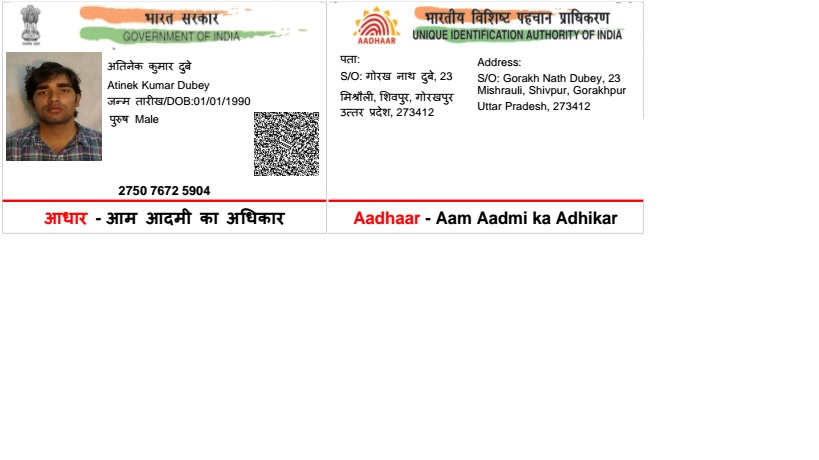 भारत सरकार
GOVERNMENT OF INDIA
अतिनेक कुमार दुबे
Atinek Kumar Dubey
जन्म तारीख/DOB:01/01/1990
पुरुष Male
2750 7672 5904
आधार - आम आदमी का अधिकार
भारतीय विशिष्ट पहचान प्राधिकरण
UNIQUE IDENTIFICATION AUTHORITY OF INDIA
AADHAAR
पता:
S/O: गोरख नाथ दुबे, 23
मिश्रौली, शिवपुर, गोरखपुर
उत्तर प्रदेश, 273412
Address:
S/O: Gorakh Nath Dubey, 23
Mishrauli, Shivpur, Gorakhpur
Uttar Pradesh, 273412
Aadhaar - Aam Aadmi ka Adhikar